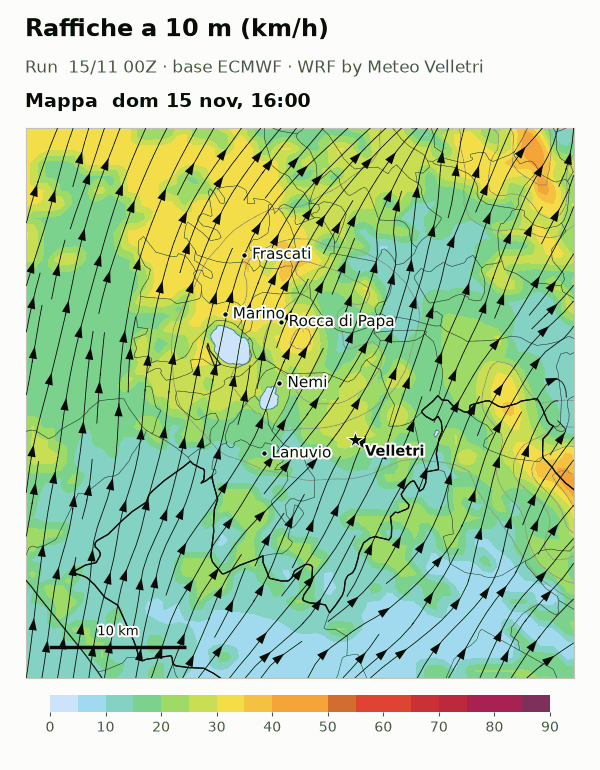 Raffiche a 10 m (km/h)
Run  15/11 00Z · base ECMWF · WRF by Meteo Velletri
Mappa  dom 15 nov, 16:00
Frascati
Marino
Rocca di Papa
Nemi
Lanuvio
Velletri
10 km
0 10 20 30 40 50 60 70 80 90